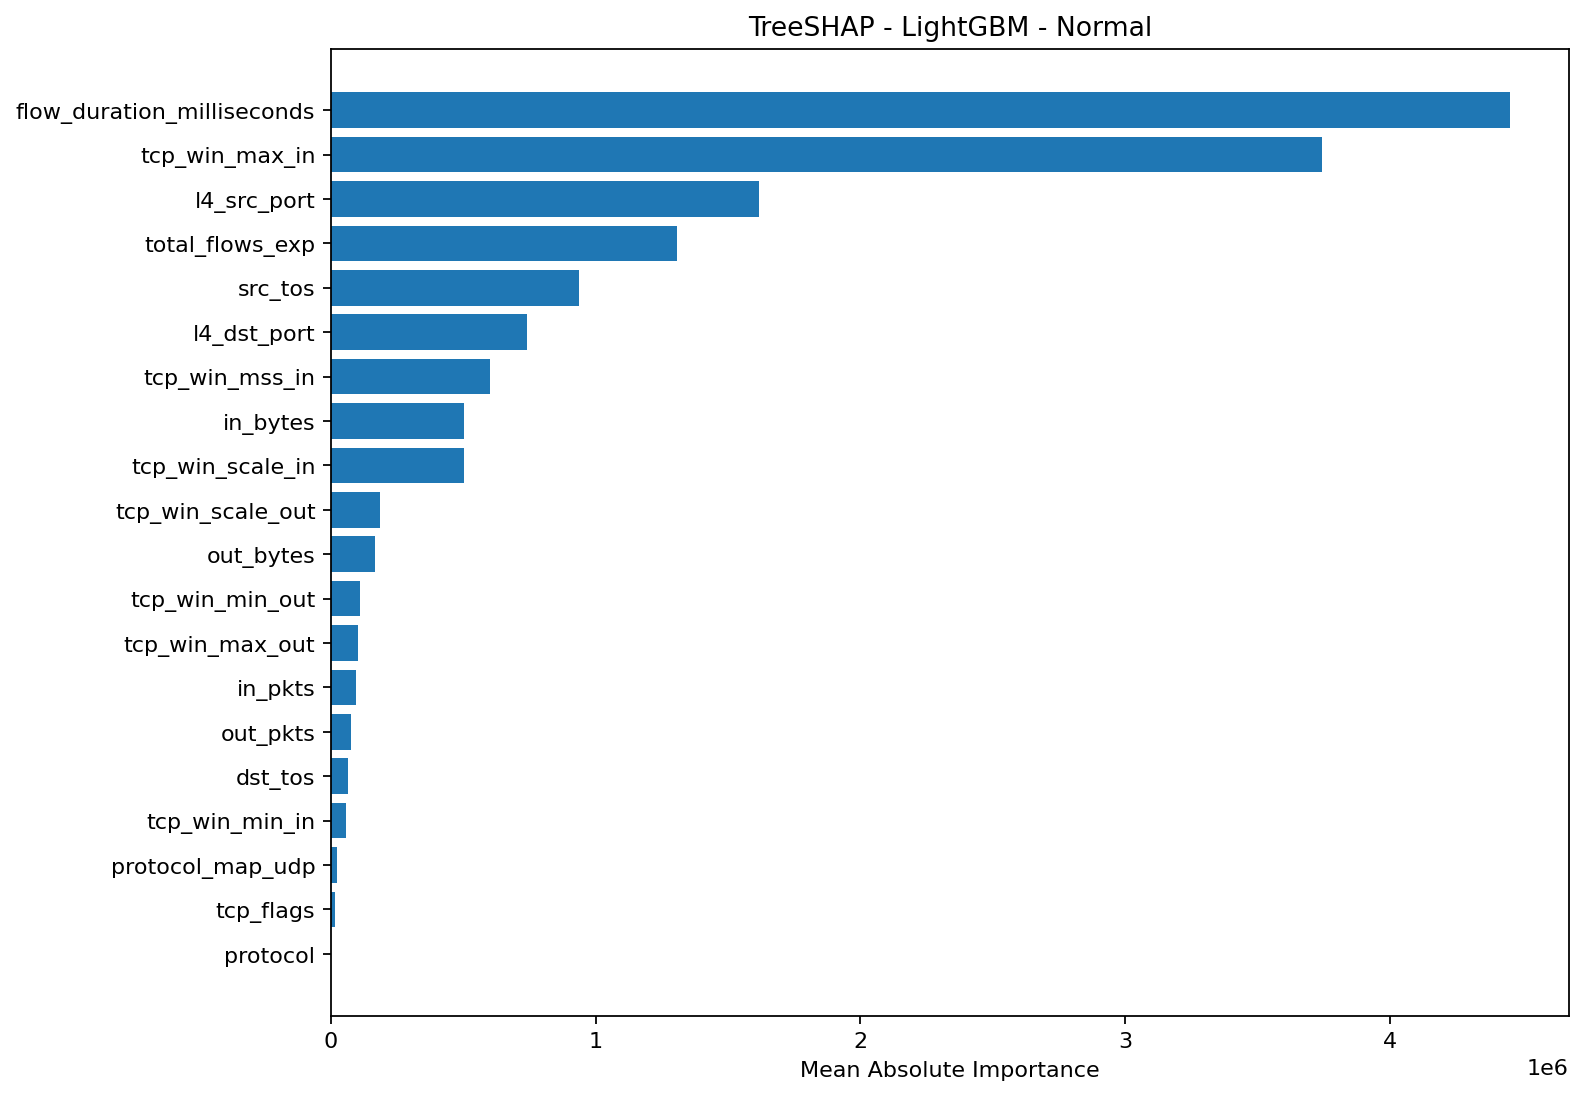 TreeSHAP - LightGBM - Normal
flow_duration_milliseconds
tcp_win_max_in
l4_src_port
total_flows_exp
src_tos
l4_dst_port
tcp_win_mss_in
in_bytes
tcp_win_scale_in
tcp_win_scale_out
out_bytes
tcp_win_min_out
tcp_win_max_out
in_pkts
out_pkts
dst_tos
tcp_win_min_in
protocol_map_udp
tcp_flags
protocol
0 1 2 3 4
1e6
Mean Absolute Importance